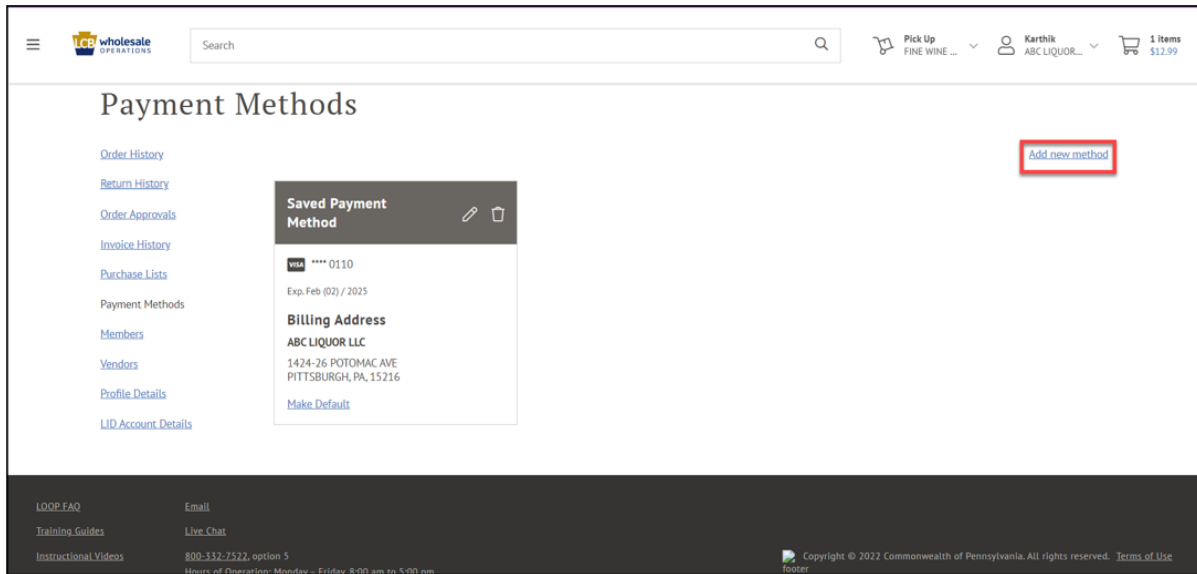 LCB wholesale
OPERATIONS
Search
Pick Up
FINE WINE ...
Karthik
ABC LIQUOR...
1 items
$12.99
Payment Methods
Order History
Return History
Order Approvals
Invoice History
Purchase Lists
Payment Methods
Members
Vendors
Profile Details
LID Account Details
Add new method
Saved Payment
Method
VISA **** 0110
Exp. Feb (02) / 2025
Billing Address
ABC LIQUOR LLC
1424-26 POTOMAC AVE
PITTSBURGH, PA, 15216
Make Default
LOOP FAQ
Training Guides
Instructional Videos
Email
Live Chat
800-332-7522, option 5
Hours of Operation: Monday – Friday, 8:00 am to 5:00 pm
footer
Copyright © 2022 Commonwealth of Pennsylvania. All rights reserved. Terms of Use